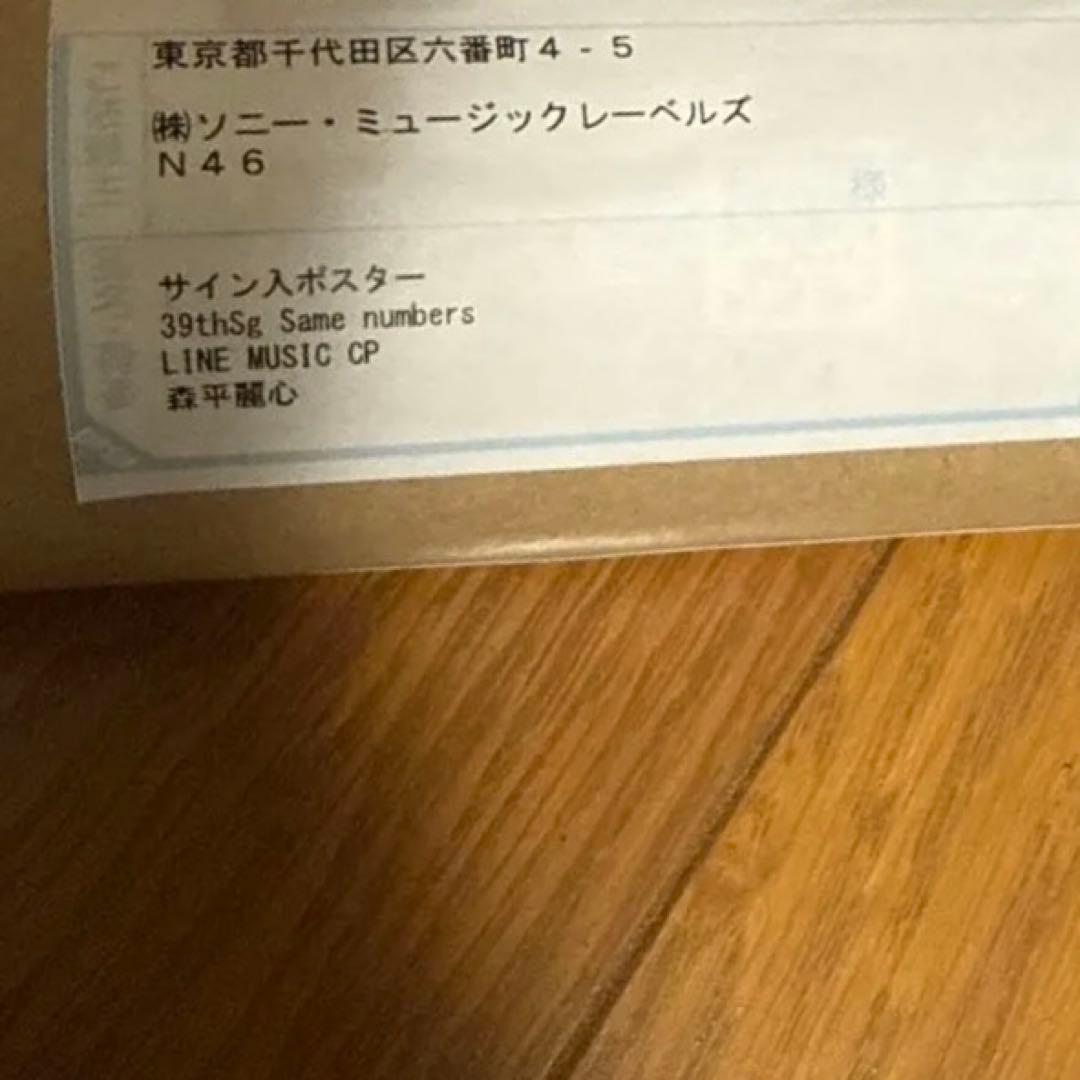 東京都千代田区六番町４－５
㈱ソニー・ミュージックレーベルズ
Ｎ４６
様
サイン入ポスター
39thSg Same numbers
LINE MUSIC CP
森平麗心